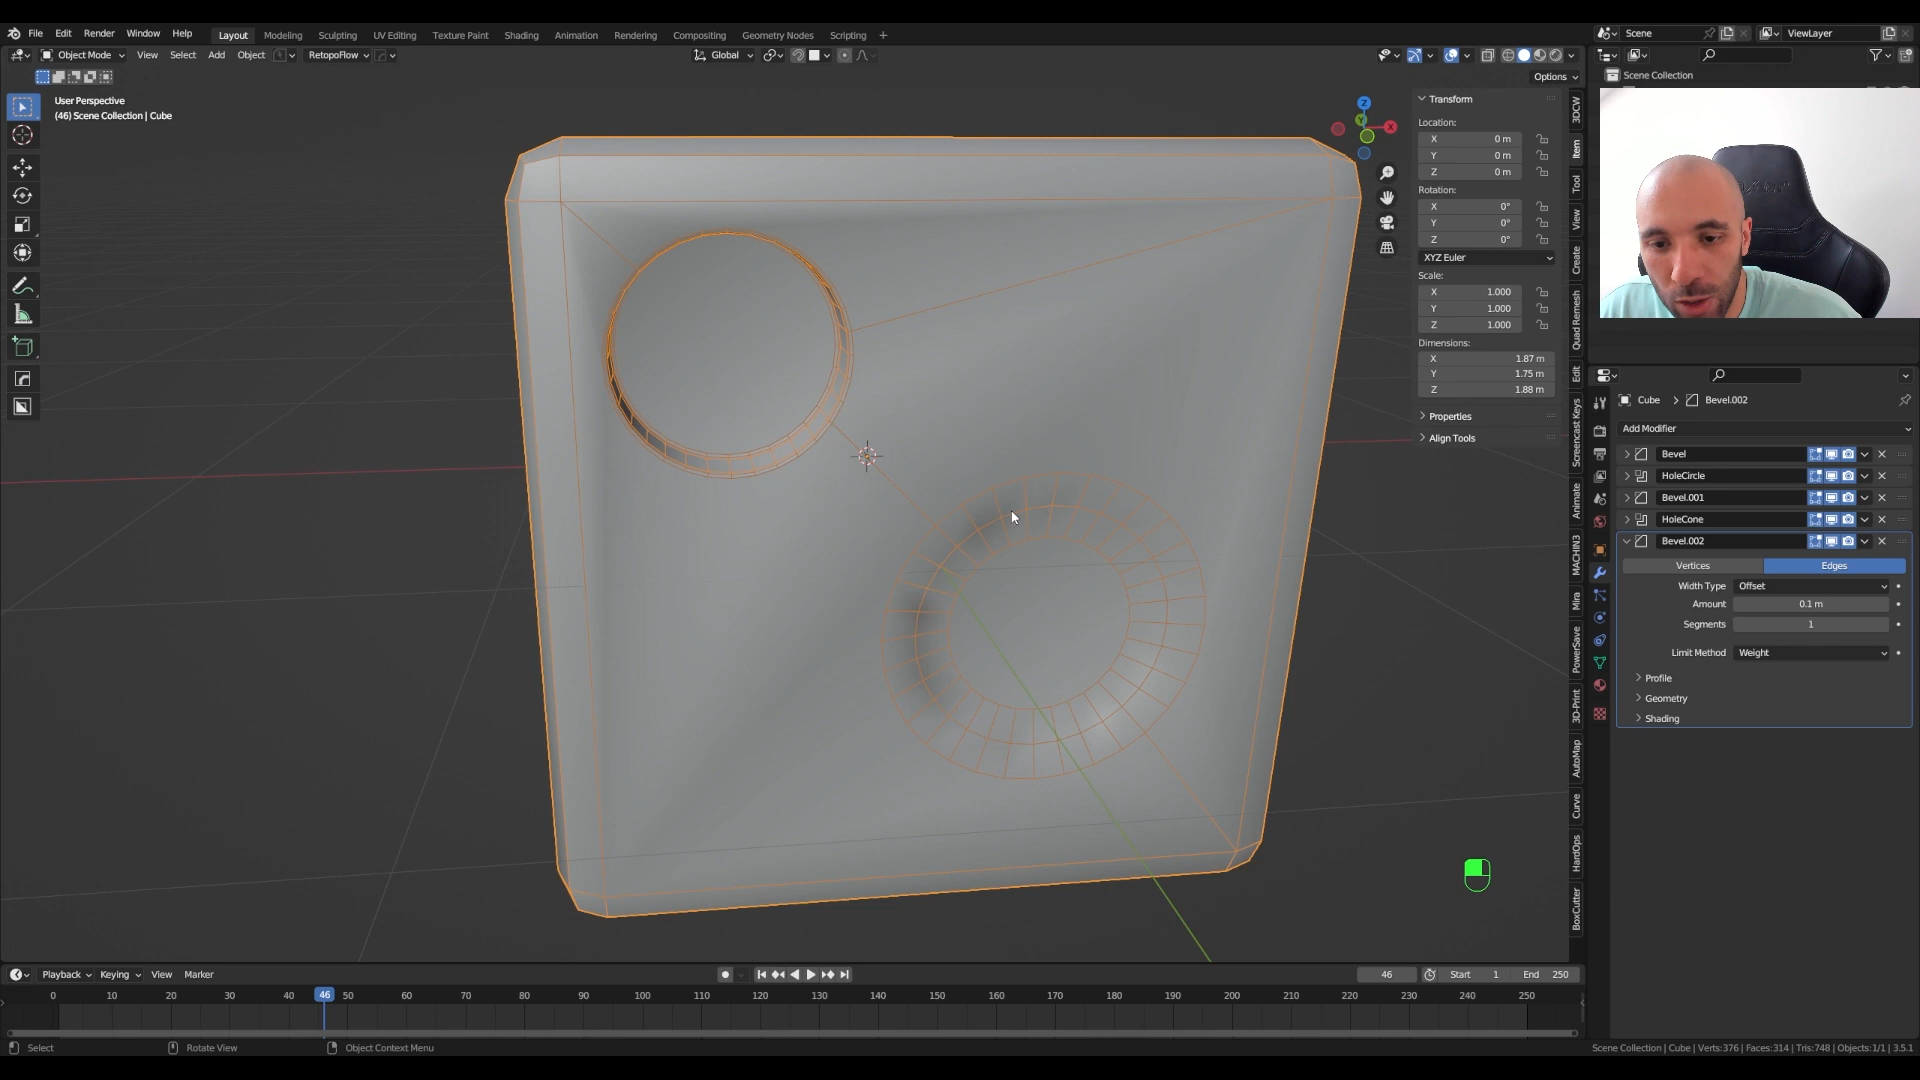 File Edit Render Window Help Layout Modeling Sculpting UV Editing Texture Paint Shading Animation Rendering Compositing Geometry Nodes Scripting +
Scene ViewLayer
Object Mode View Select Add Object RetopoFlow Global
Options
User Perspective
(46) Scene Collection | Cube
Scene Collection
Z
Y
X
Transform
Location:
X 0 m
Y 0 m
Z 0 m
Rotation:
X 0°
Y 0°
Z 0°
XYZ Euler
Scale:
X 1.000
Y 1.000
Z 1.000
Dimensions:
X 1.87 m
Y 1.75 m
Z 1.88 m
Properties
Align Tools
3DCW
Item
Tool
View
Create
Quad Remesh
Edit
Screencast Keys
Animate
MACHIN3
Mira
PowerSave
3D-Print
AutoMap
Curve
HardOps
BoxCutter
Cube > Bevel.002
Add Modifier
Bevel
HoleCircle
Bevel.001
HoleCone
Bevel.002
Vertices Edges
Width Type Offset
Amount 0.1 m
Segments 1
Limit Method Weight
Profile
Geometry
Shading
Playback Keying View Marker 46 Start 1 End 250
0 10 20 30 40 46 50 60 70 80 90 100 110 120 130 140 150 160 170 180 190 200 210 220 230 240 250
Select Rotate View Object Context Menu Scene Collection | Cube | Verts:376 | Faces:314 | Tris:748 | Objects:1/1 | 3.5.1